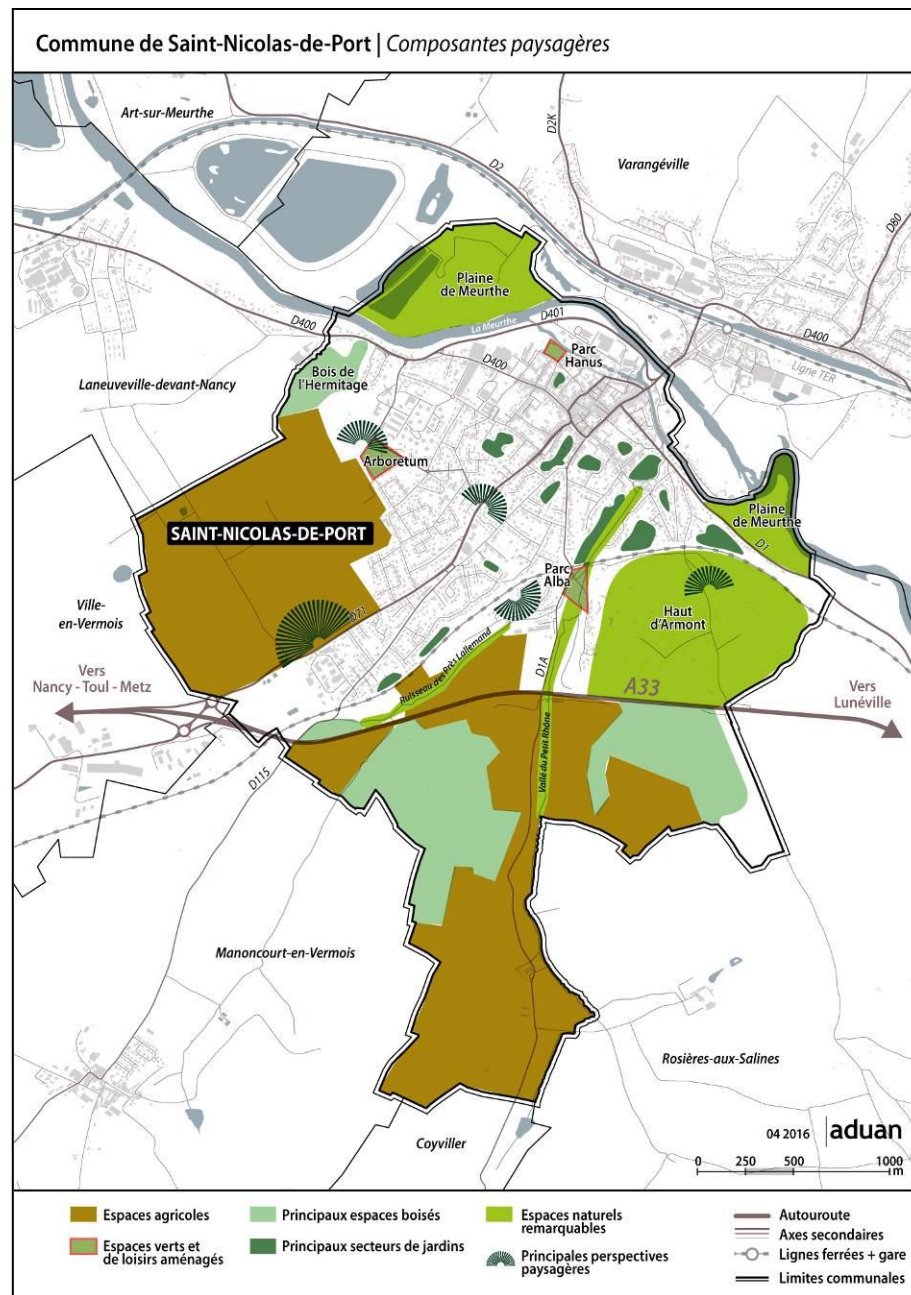 Commune de Saint-Nicolas-de-Port | Composantes paysagères
Art-sur-Meurthe
D2K
D2
Varangéville
D80
Plaine
de Meurthe
La Meurthe
D401
D400
D400
D400
Ligne TER
Parc
Hanus
Bois de
l'Hermitage
Laneuveville-devant-Nancy
Arboretum
SAINT-NICOLAS-DE-PORT
Plaine
de Meurthe
D1
Parc
Alba
Haut
d'Armont
Ville-
en-Vermois
D71
Ruisseau des Près Lallemand
D1A
A33
Vers
Nancy - Toul - Metz
Vers
Lunéville
Vallé du Petit Rhône
D115
Manoncourt-en-Vermois
Rosières-aux-Salines
Coyviller
04 2016 | aduan
0 250 500 1000
m
Espaces agricoles
Espaces verts et
de loisirs aménagés
Principaux espaces boisés
Principaux secteurs de jardins
Espaces naturels
remarquables
Principales perspectives
paysagères
Autouroute
Axes secondaires
Lignes ferrées + gare
Limites communales